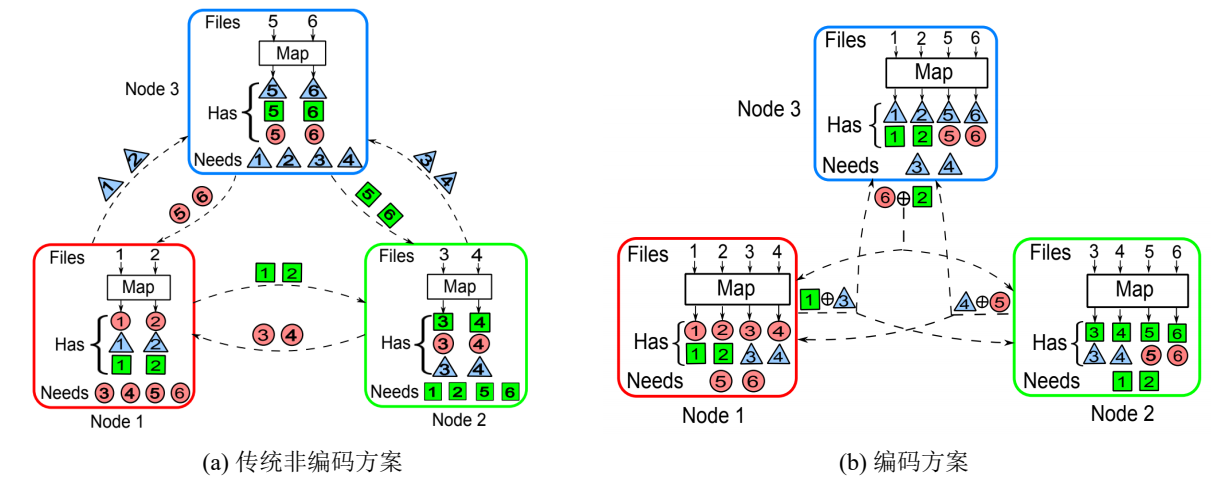 Files 5 6
Map
Node 3
5 6
Has 5 6
5 6
Needs 1 2 3 4
1 2
3 4
5 6
5 6
Files 1 2
Map
1 2
Has 1 2
1 2
Needs 3 4 5 6
Node 1
1 2
3 4
Files 3 4
Map
3 4
Has 3 4
3 4
Needs 1 2 5 6
Node 2
(a) 传统非编码方案
Files 1 2 5 6
Map
Node 3
1 2 5 6
Has 1 2 5 6
Needs 3 4
6⊕2
Files 1 2 3 4
Map
1 2 3 4
Has 1 2 3 4
Needs 5 6
Node 1
1⊕3
4⊕5
Files 3 4 5 6
Map
3 4 5 6
Has 3 4 5 6
Needs 1 2
Node 2
(b) 编码方案